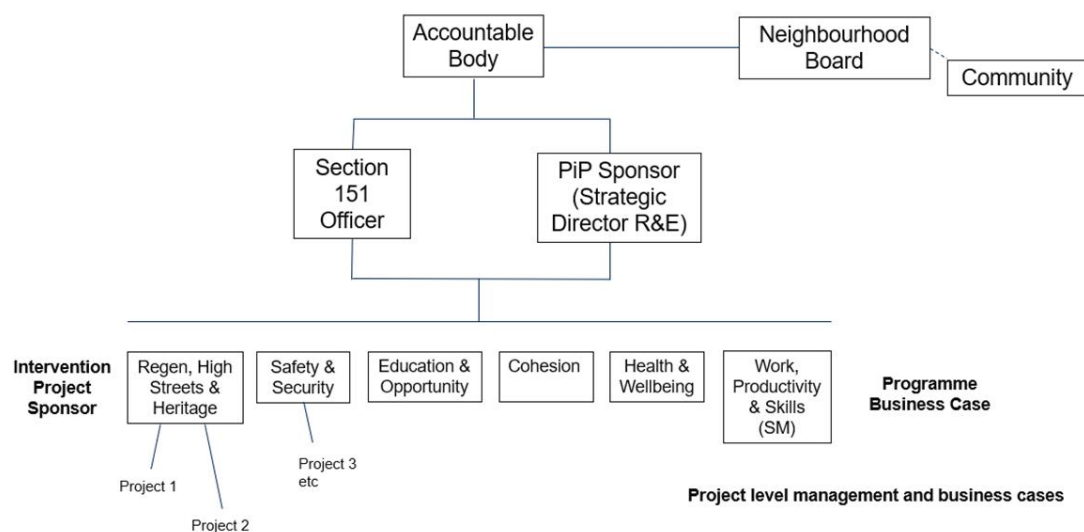 Accountable
Body
Neighbourhood
Board
Community
Section
151
Officer
PiP Sponsor
(Strategic
Director R&E)
Intervention
Project
Sponsor
Regen, High
Streets &
Heritage
Safety &
Security
Education &
Opportunity
Cohesion
Health &
Wellbeing
Work,
Productivity
& Skills
(SM)
Programme
Business Case
Project 1
Project 2
Project 3
etc
Project level management and business cases